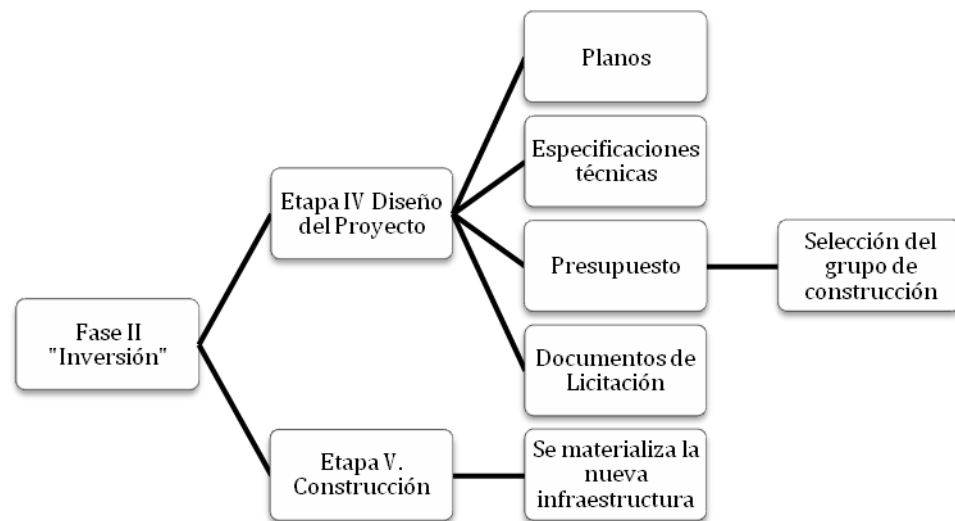 Fase II
"Inversión"
Etapa IV Diseño
del Proyecto
Planos
Especificaciones
técnicas
Presupuesto
Selección del
grupo de
construcción
Documentos de
Licitación
Etapa V.
Construcción
Se materializa la
nueva
infraestructura